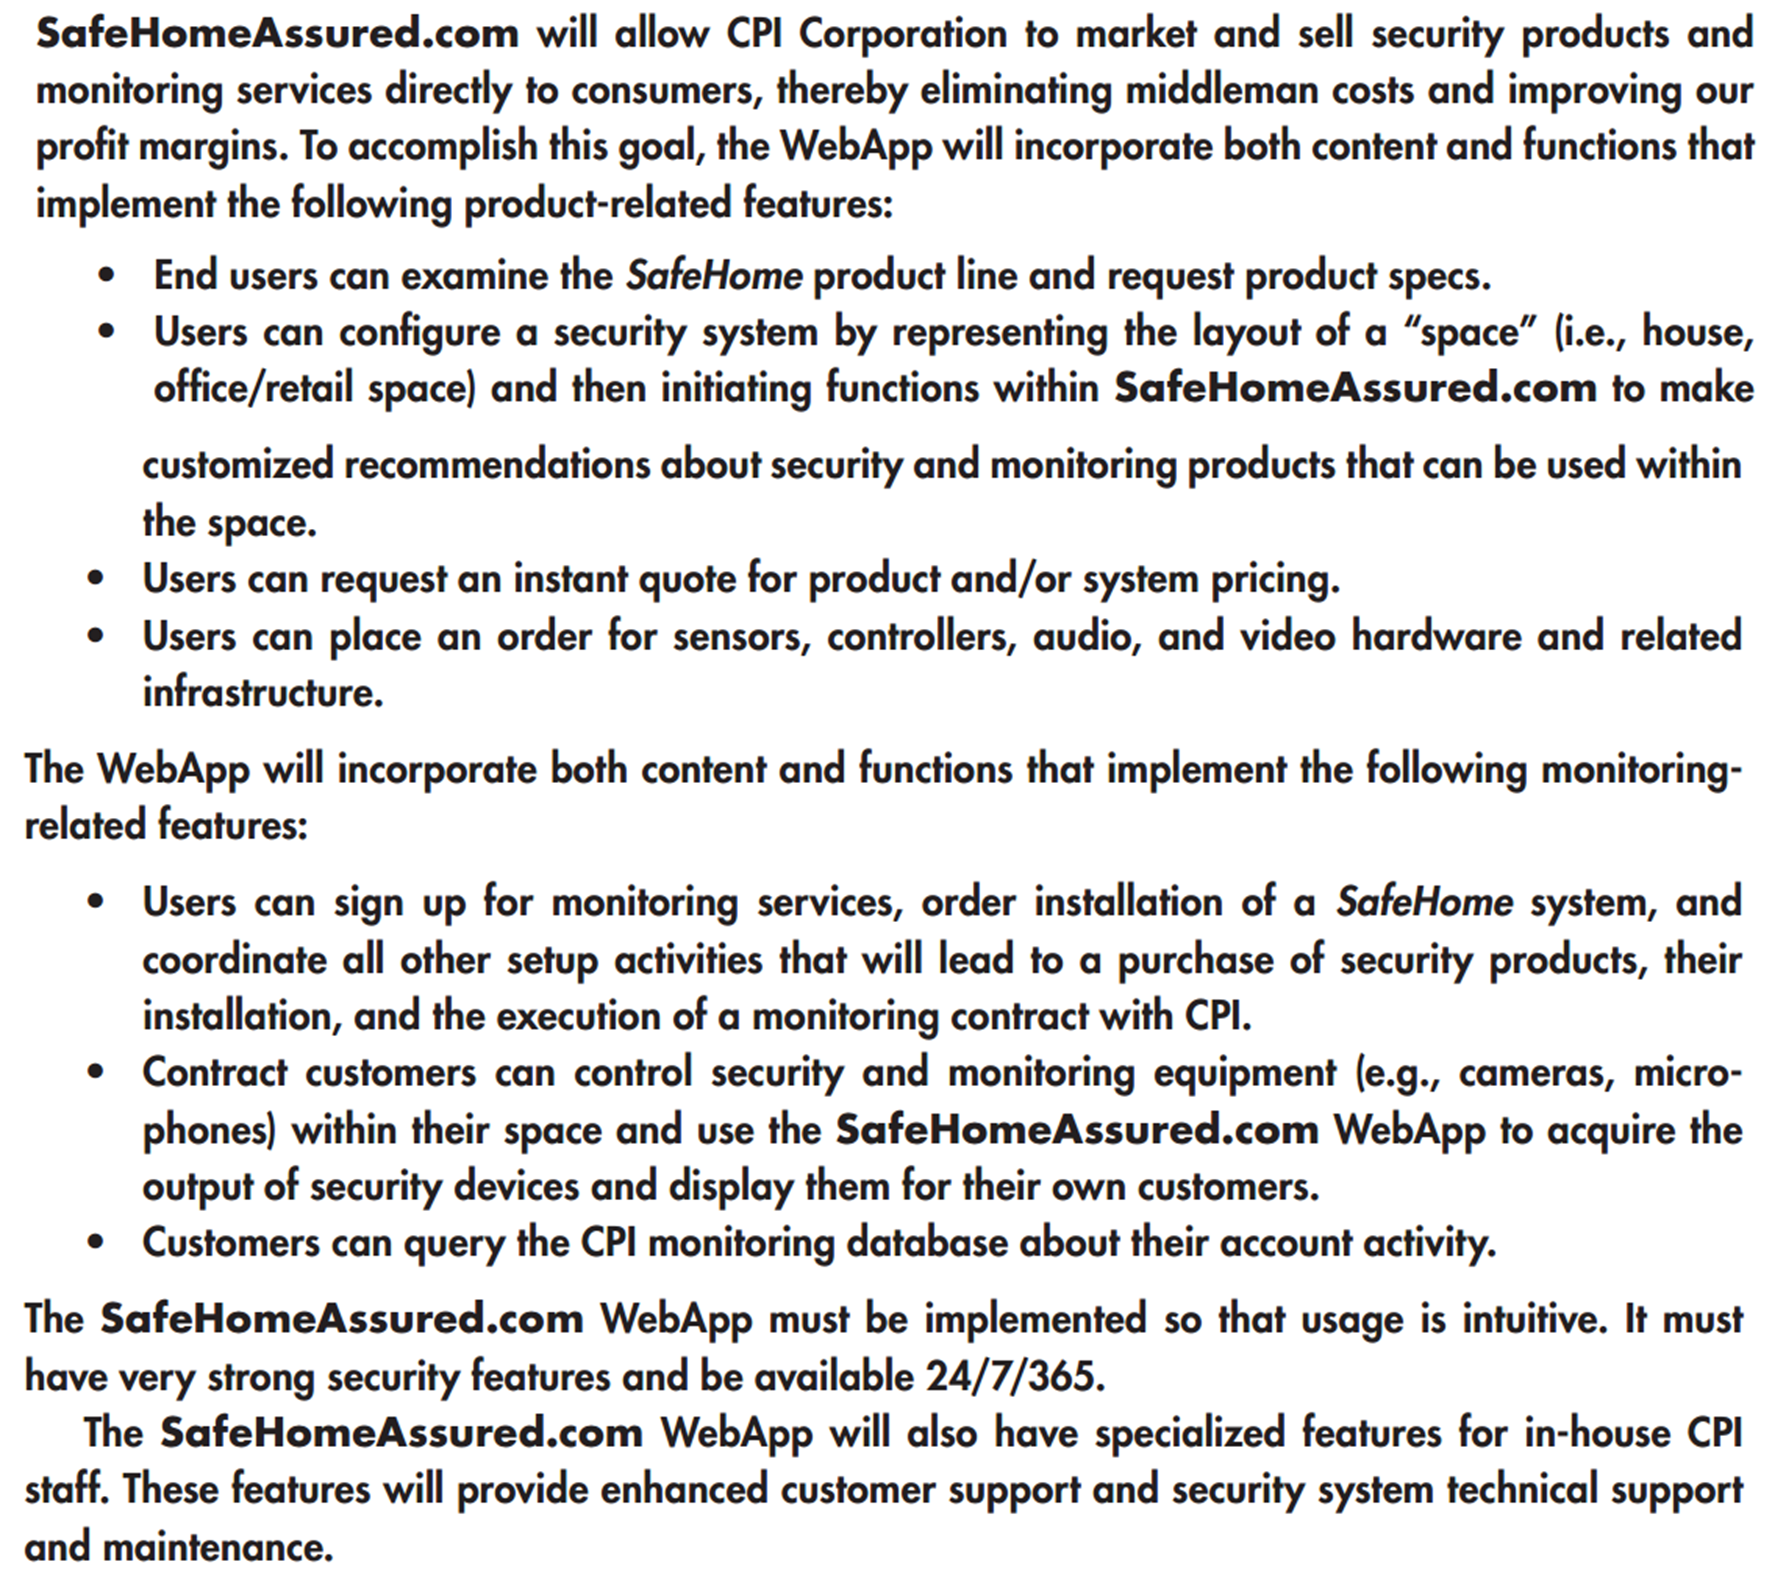 SafeHomeAssured.com will allow CPI Corporation to market and sell security products and
monitoring services directly to consumers, thereby eliminating middleman costs and improving our
profit margins. To accomplish this goal, the WebApp will incorporate both content and functions that
implement the following product-related features:
• End users can examine the SafeHome product line and request product specs.
• Users can configure a security system by representing the layout of a “space” (i.e., house,
office/retail space) and then initiating functions within SafeHomeAssured.com to make
customized recommendations about security and monitoring products that can be used within
the space.
• Users can request an instant quote for product and/or system pricing.
• Users can place an order for sensors, controllers, audio, and video hardware and related
infrastructure.
The WebApp will incorporate both content and functions that implement the following monitoring-
related features:
• Users can sign up for monitoring services, order installation of a SafeHome system, and
coordinate all other setup activities that will lead to a purchase of security products, their
installation, and the execution of a monitoring contract with CPI.
• Contract customers can control security and monitoring equipment (e.g., cameras, micro-
phones) within their space and use the SafeHomeAssured.com WebApp to acquire the
output of security devices and display them for their own customers.
• Customers can query the CPI monitoring database about their account activity.
The SafeHomeAssured.com WebApp must be implemented so that usage is intuitive. It must
have very strong security features and be available 24/7/365.
The SafeHomeAssured.com WebApp will also have specialized features for in-house CPI
staff. These features will provide enhanced customer support and security system technical support
and maintenance.